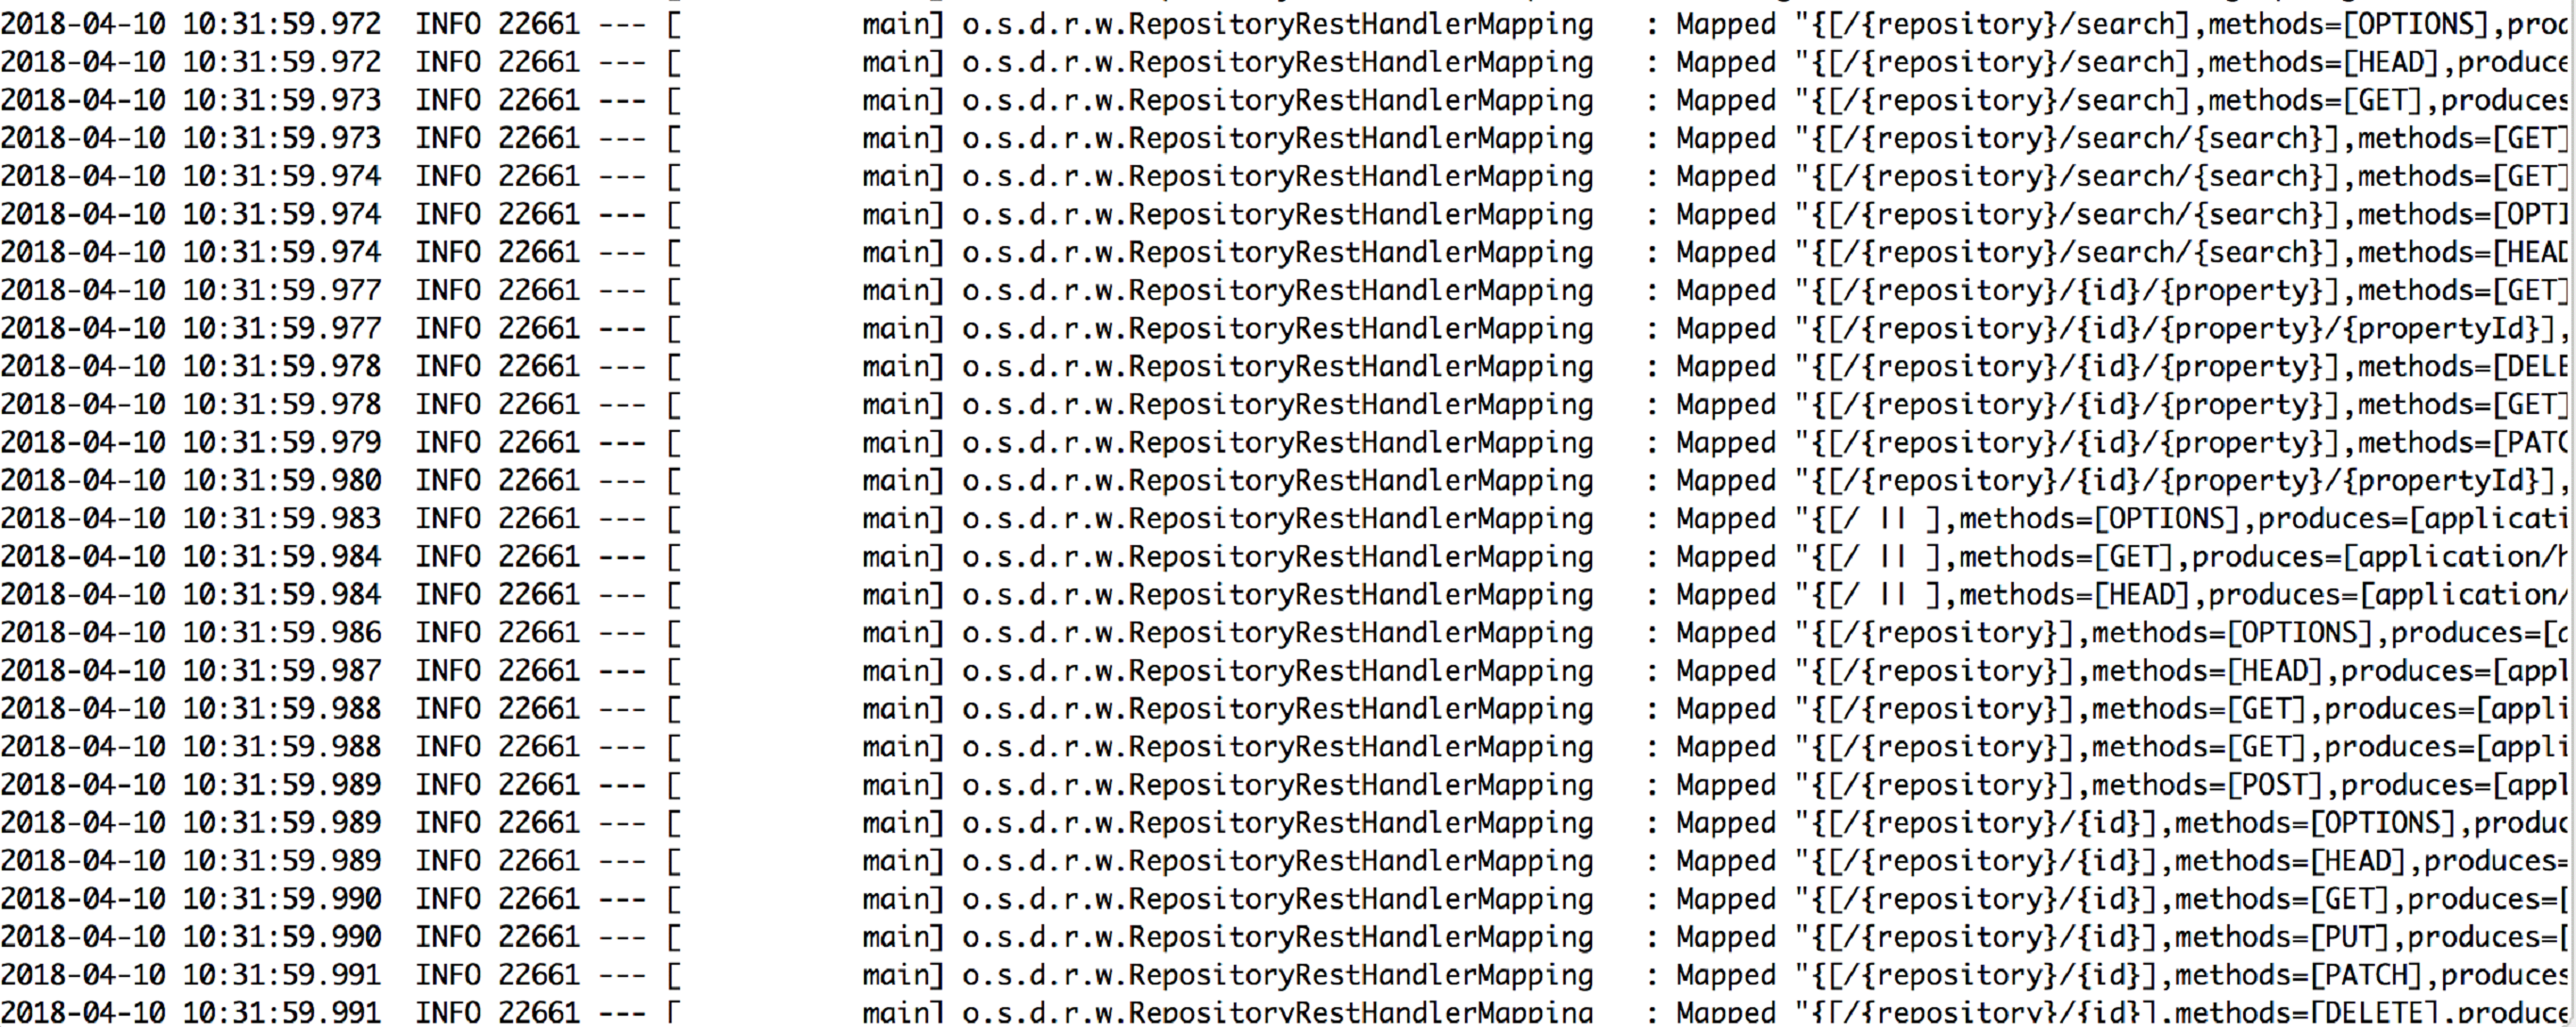 2018-04-10 10:31:59.972  INFO 22661 --- [           main] o.s.d.r.w.RepositoryRestHandlerMapping   : Mapped "{[/{repository}/search],methods=[OPTIONS],prod
2018-04-10 10:31:59.972  INFO 22661 --- [           main] o.s.d.r.w.RepositoryRestHandlerMapping   : Mapped "{[/{repository}/search],methods=[HEAD],produce
2018-04-10 10:31:59.973  INFO 22661 --- [           main] o.s.d.r.w.RepositoryRestHandlerMapping   : Mapped "{[/{repository}/search],methods=[GET],produces
2018-04-10 10:31:59.973  INFO 22661 --- [           main] o.s.d.r.w.RepositoryRestHandlerMapping   : Mapped "{[/{repository}/search/{search}],methods=[GET]
2018-04-10 10:31:59.974  INFO 22661 --- [           main] o.s.d.r.w.RepositoryRestHandlerMapping   : Mapped "{[/{repository}/search/{search}],methods=[GET]
2018-04-10 10:31:59.974  INFO 22661 --- [           main] o.s.d.r.w.RepositoryRestHandlerMapping   : Mapped "{[/{repository}/search/{search}],methods=[OPTI
2018-04-10 10:31:59.974  INFO 22661 --- [           main] o.s.d.r.w.RepositoryRestHandlerMapping   : Mapped "{[/{repository}/search/{search}],methods=[HEAD
2018-04-10 10:31:59.977  INFO 22661 --- [           main] o.s.d.r.w.RepositoryRestHandlerMapping   : Mapped "{[/{repository}/{id}/{property}],methods=[GET]
2018-04-10 10:31:59.977  INFO 22661 --- [           main] o.s.d.r.w.RepositoryRestHandlerMapping   : Mapped "{[/{repository}/{id}/{property}/{propertyId}],
2018-04-10 10:31:59.978  INFO 22661 --- [           main] o.s.d.r.w.RepositoryRestHandlerMapping   : Mapped "{[/{repository}/{id}/{property}],methods=[DELE
2018-04-10 10:31:59.978  INFO 22661 --- [           main] o.s.d.r.w.RepositoryRestHandlerMapping   : Mapped "{[/{repository}/{id}/{property}],methods=[GET]
2018-04-10 10:31:59.979  INFO 22661 --- [           main] o.s.d.r.w.RepositoryRestHandlerMapping   : Mapped "{[/{repository}/{id}/{property}],methods=[PATC
2018-04-10 10:31:59.980  INFO 22661 --- [           main] o.s.d.r.w.RepositoryRestHandlerMapping   : Mapped "{[/{repository}/{id}/{property}/{propertyId}],
2018-04-10 10:31:59.983  INFO 22661 --- [           main] o.s.d.r.w.RepositoryRestHandlerMapping   : Mapped "{[/ || ],methods=[OPTIONS],produces=[applicati
2018-04-10 10:31:59.984  INFO 22661 --- [           main] o.s.d.r.w.RepositoryRestHandlerMapping   : Mapped "{[/ || ],methods=[GET],produces=[application/h
2018-04-10 10:31:59.984  INFO 22661 --- [           main] o.s.d.r.w.RepositoryRestHandlerMapping   : Mapped "{[/ || ],methods=[HEAD],produces=[application/
2018-04-10 10:31:59.986  INFO 22661 --- [           main] o.s.d.r.w.RepositoryRestHandlerMapping   : Mapped "{[/{repository}],methods=[OPTIONS],produces=[a
2018-04-10 10:31:59.987  INFO 22661 --- [           main] o.s.d.r.w.RepositoryRestHandlerMapping   : Mapped "{[/{repository}],methods=[HEAD],produces=[appl
2018-04-10 10:31:59.988  INFO 22661 --- [           main] o.s.d.r.w.RepositoryRestHandlerMapping   : Mapped "{[/{repository}],methods=[GET],produces=[appli
2018-04-10 10:31:59.988  INFO 22661 --- [           main] o.s.d.r.w.RepositoryRestHandlerMapping   : Mapped "{[/{repository}],methods=[GET],produces=[appli
2018-04-10 10:31:59.989  INFO 22661 --- [           main] o.s.d.r.w.RepositoryRestHandlerMapping   : Mapped "{[/{repository}],methods=[POST],produces=[appl
2018-04-10 10:31:59.989  INFO 22661 --- [           main] o.s.d.r.w.RepositoryRestHandlerMapping   : Mapped "{[/{repository}/{id}],methods=[OPTIONS],produc
2018-04-10 10:31:59.989  INFO 22661 --- [           main] o.s.d.r.w.RepositoryRestHandlerMapping   : Mapped "{[/{repository}/{id}],methods=[HEAD],produces=
2018-04-10 10:31:59.990  INFO 22661 --- [           main] o.s.d.r.w.RepositoryRestHandlerMapping   : Mapped "{[/{repository}/{id}],methods=[GET],produces=[
2018-04-10 10:31:59.990  INFO 22661 --- [           main] o.s.d.r.w.RepositoryRestHandlerMapping   : Mapped "{[/{repository}/{id}],methods=[PUT],produces=[
2018-04-10 10:31:59.991  INFO 22661 --- [           main] o.s.d.r.w.RepositoryRestHandlerMapping   : Mapped "{[/{repository}/{id}],methods=[PATCH],produces
2018-04-10 10:31:59.991  INFO 22661 --- [           main] o.s.d.r.w.RepositoryRestHandlerMapping   : Mapped "{[/{repository}/{id}],methods=[DELETE],produce